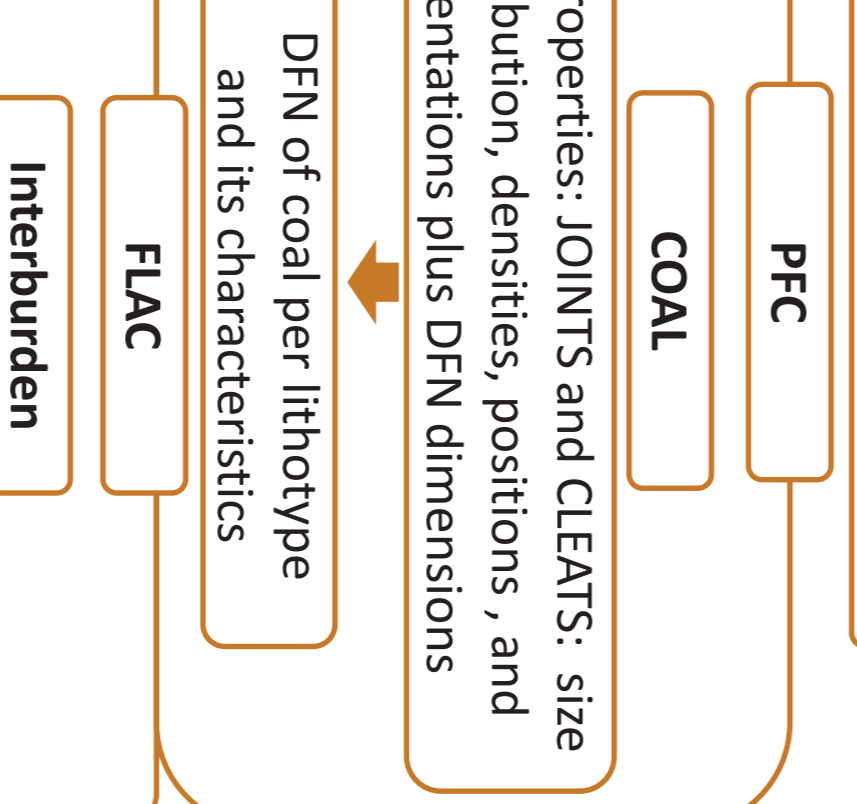 PFC
COAL
roperties: JOINTS and CLEATS: size
bution, densities, positions , and
entations plus DFN dimensions
DFN of coal per lithotype
and its characteristics
FLAC
Interburden